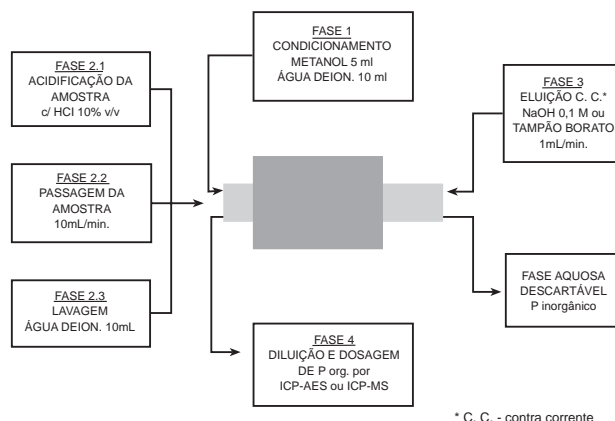 FASE 1
CONDICIONAMENTO
METANOL 5 ml
ÁGUA DEION. 10 ml
FASE 2.1
ACIDIFICAÇÃO DA
AMOSTRA
c/ HCl 10% v/v
FASE 2.2
PASSAGEM DA
AMOSTRA
10mL/min.
FASE 2.3
LAVAGEM
ÁGUA DEION. 10mL
FASE 3
ELUIÇÃO C. C.*
NaOH 0,1 M ou
TAMPÃO BORATO
1mL/min.
FASE AQUOSA
DESCARTÁVEL
P inorgânico
FASE 4
DILUIÇÃO E DOSAGEM
DE P org. por
ICP-AES ou ICP-MS
* C. C. - contra corrente